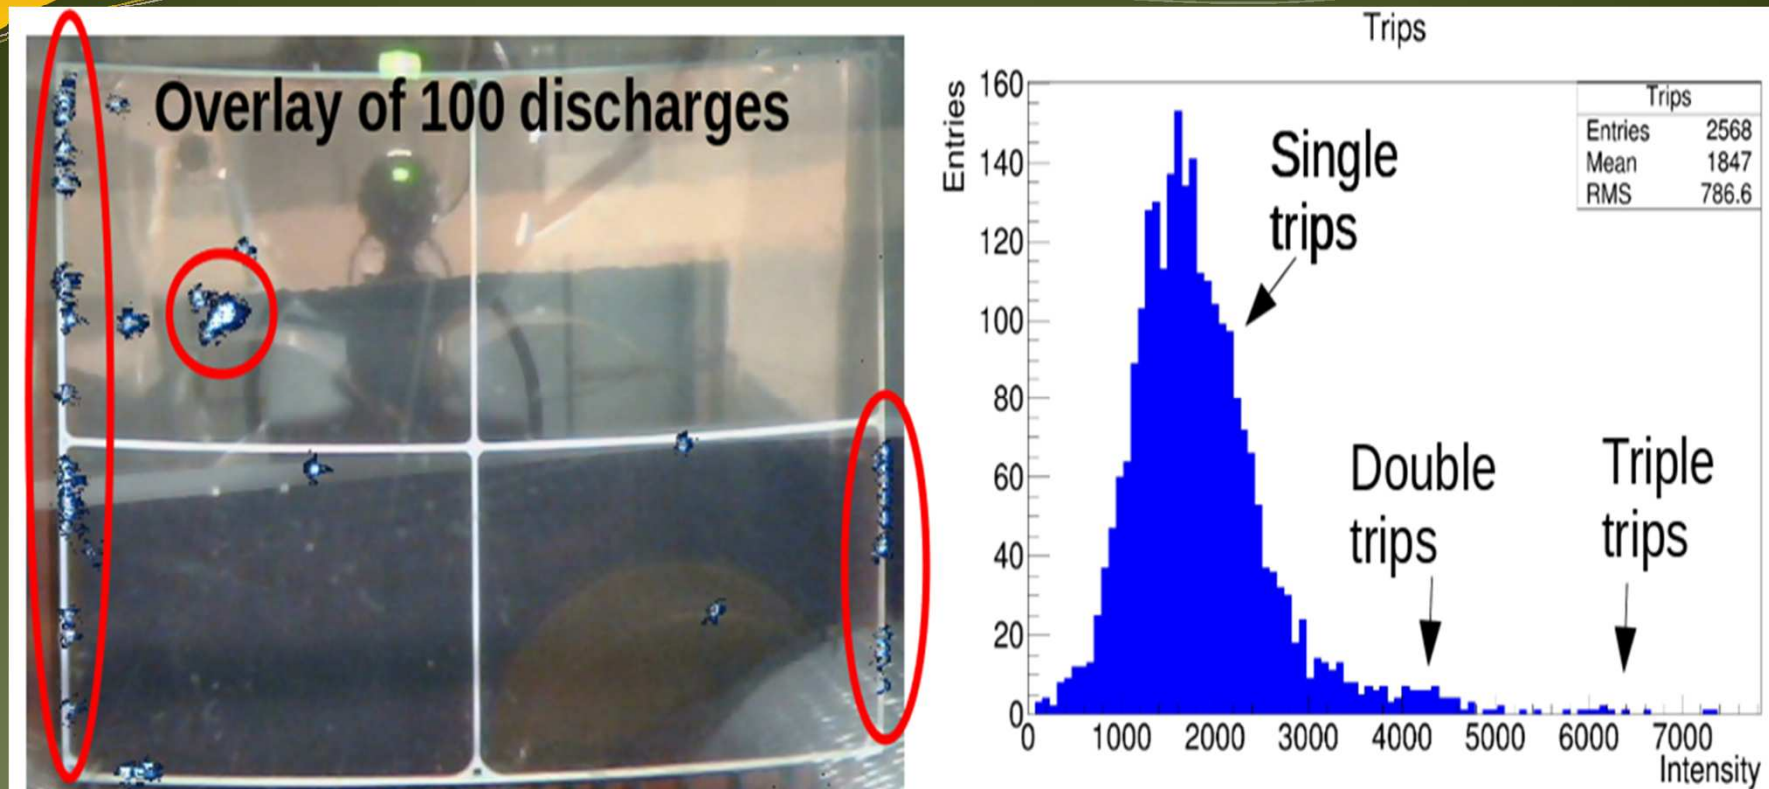 Overlay of 100 discharges
Trips
Entries
160
140
120
100
80
60
40
20
0
Trips
Entries 2568
Mean 1847
RMS 786.6
Single
trips
Double
trips
Triple
trips
0 1000 2000 3000 4000 5000 6000 7000
Intensity